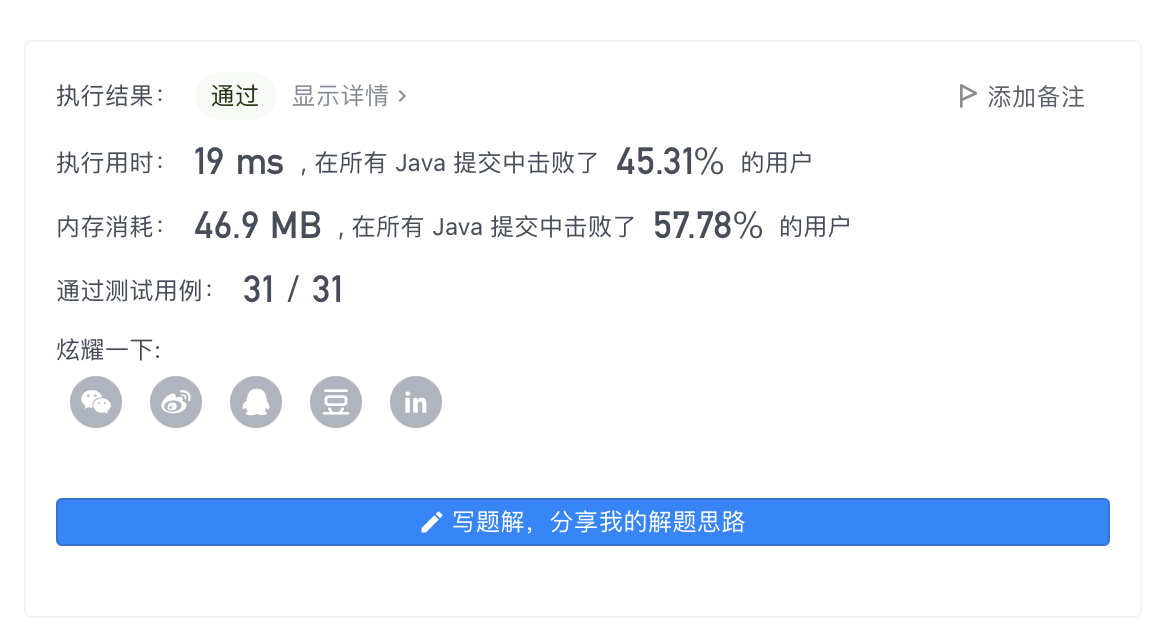 执行结果： 通过 显示详情 › 添加备注
执行用时： 19 ms , 在所有 Java 提交中击败了 45.31% 的用户
内存消耗： 46.9 MB , 在所有 Java 提交中击败了 57.78% 的用户
通过测试用例： 31 / 31
炫耀一下:
豆 in
写题解，分享我的解题思路